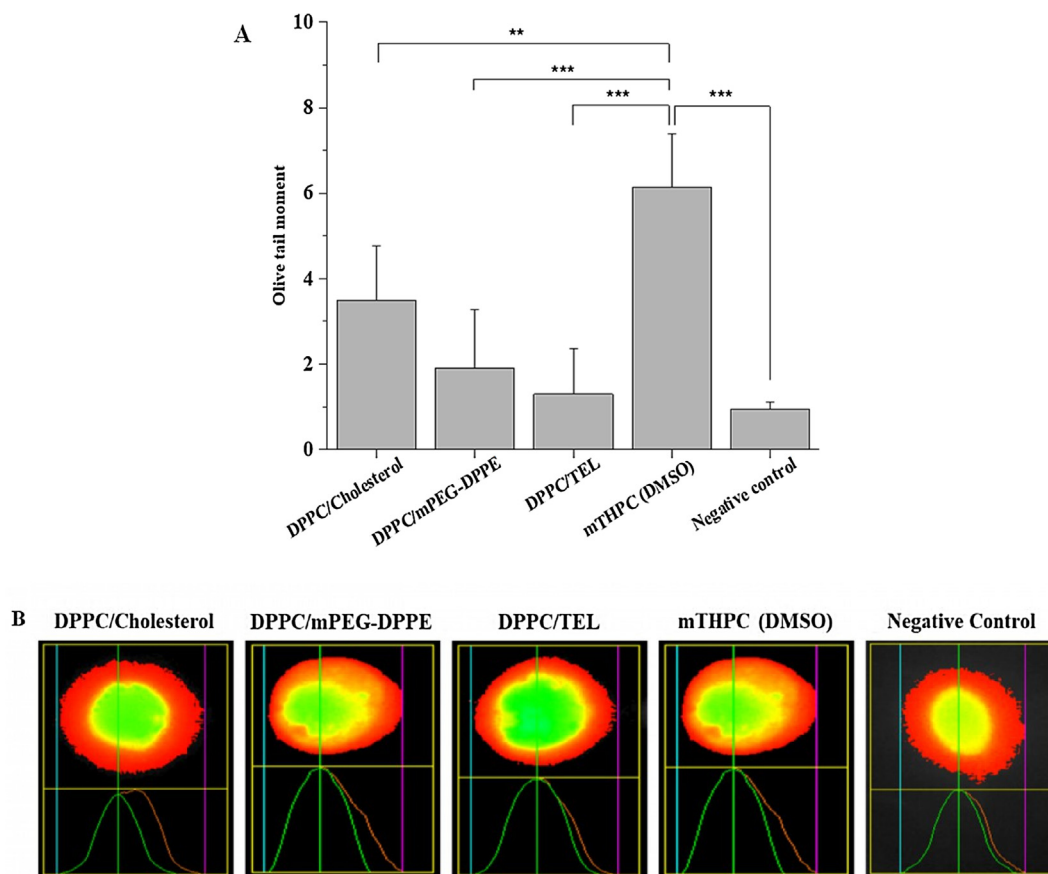 A
10
8
6
4
2
0
Olive tail moment
**
***
***
***
DPPC/Cholesterol
DPPC/mPEG-DPPE
DPPC/TEL
mTHPC (DMSO)
Negative control
B
DPPC/Cholesterol
DPPC/mPEG-DPPE
DPPC/TEL
mTHPC (DMSO)
Negative Control